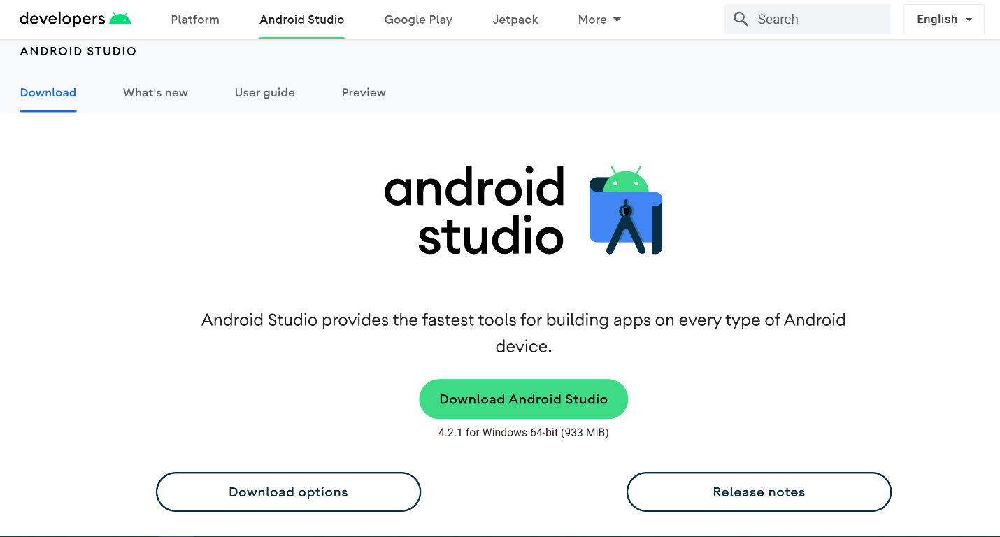 developers Platform Android Studio Google Play Jetpack More Search English
ANDROID STUDIO
Download What's new User guide Preview
android
studio
Android Studio provides the fastest tools for building apps on every type of Android
device.
Download Android Studio
4.2.1 for Windows 64-bit (933 MiB)
Download options Release notes